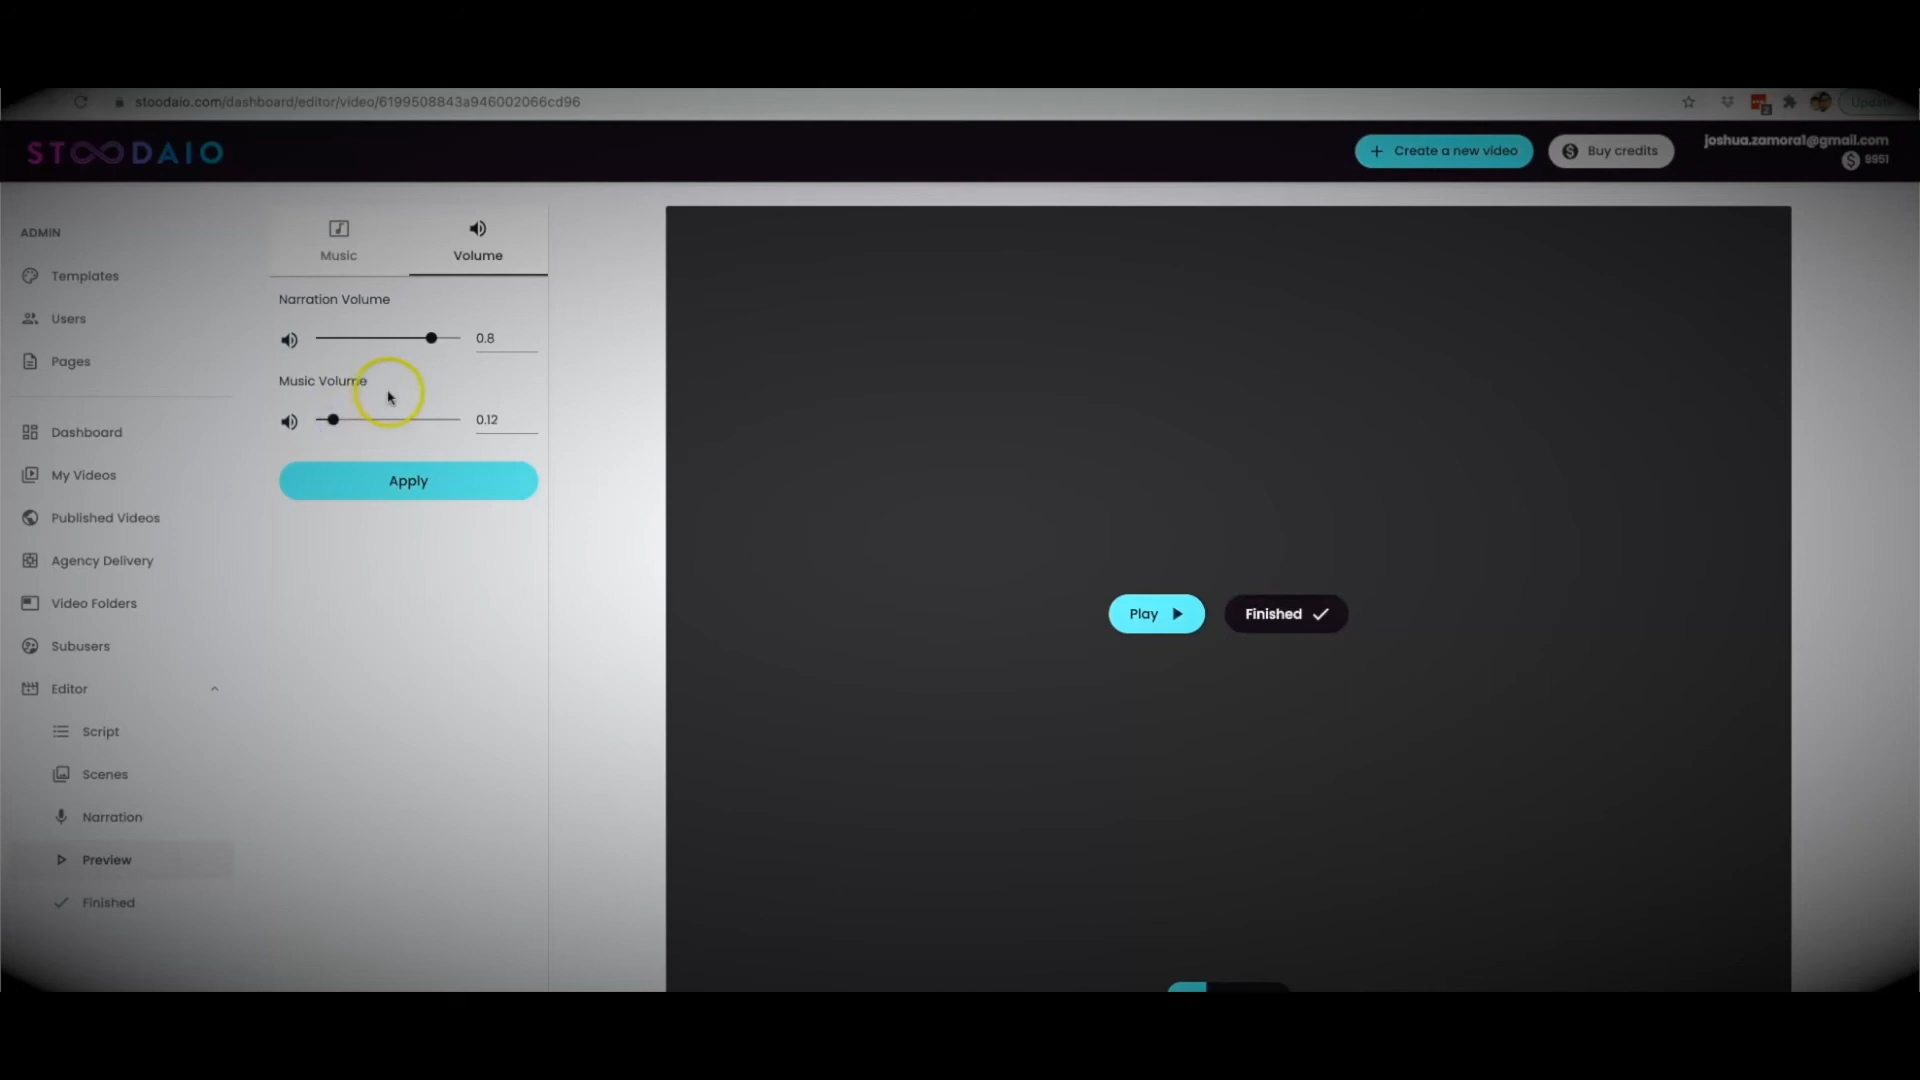 stoodaio.com/dashboard/editor/video/6199508843a946002066cd96
Update
STOODAIO
Create a new video
Buy credits
joshua.zamora1@gmail.com
9951
ADMIN
Templates
Users
Pages
Dashboard
My Videos
Published Videos
Agency Delivery
Video Folders
Subusers
Editor
Script
Scenes
Narration
Preview
Finished
Music
Volume
Narration Volume
0.8
Music Volume
0.12
Apply
Play
Finished